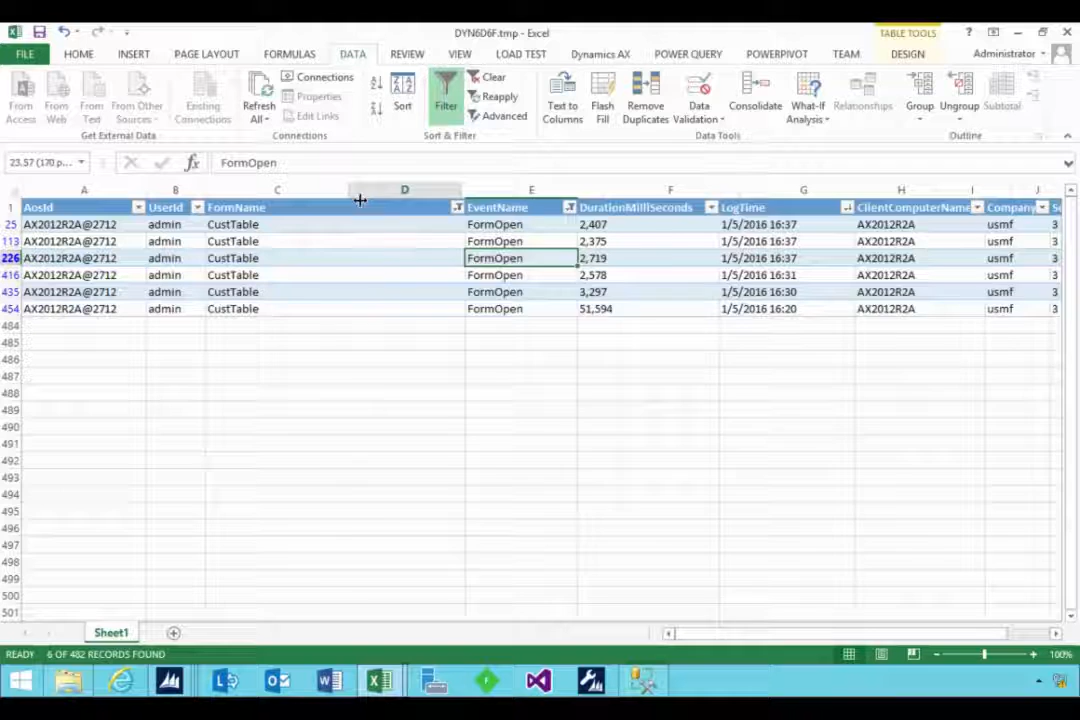 DYN6D6F.tmp - Excel
TABLE TOOLS
FILE HOME INSERT PAGE LAYOUT FORMULAS DATA REVIEW VIEW LOAD TEST Dynamics AX POWER QUERY POWERPIVOT TEAM DESIGN Administrator
From Access
From Web
From Text
From Other Sources
Existing Connections
Get External Data
Refresh All
Connections
Properties
Edit Links
Connections
Sort
Filter
Clear
Reapply
Advanced
Sort & Filter
Text to Columns
Flash Fill
Remove Duplicates
Data Validation
Consolidate
What-If Analysis
Relationships
Data Tools
Group
Ungroup
Subtotal
Outline
23.57 (170 p... fx FormOpen
A B C D E F G H I J
1 AosId UserId FormName EventName DurationMilliSeconds LogTime ClientComputerName Company
25 AX2012R2A@2712 admin CustTable FormOpen 2,407 1/5/2016 16:37 AX2012R2A usmf 3
113 AX2012R2A@2712 admin CustTable FormOpen 2,375 1/5/2016 16:37 AX2012R2A usmf 3
226 AX2012R2A@2712 admin CustTable FormOpen 2,719 1/5/2016 16:37 AX2012R2A usmf 3
416 AX2012R2A@2712 admin CustTable FormOpen 2,578 1/5/2016 16:31 AX2012R2A usmf 3
435 AX2012R2A@2712 admin CustTable FormOpen 3,297 1/5/2016 16:30 AX2012R2A usmf 3
454 AX2012R2A@2712 admin CustTable FormOpen 51,594 1/5/2016 16:20 AX2012R2A usmf 3
484
485
486
487
488
489
490
491
492
493
494
495
496
497
498
499
500
501
Sheet1
READY 6 OF 482 RECORDS FOUND 100%